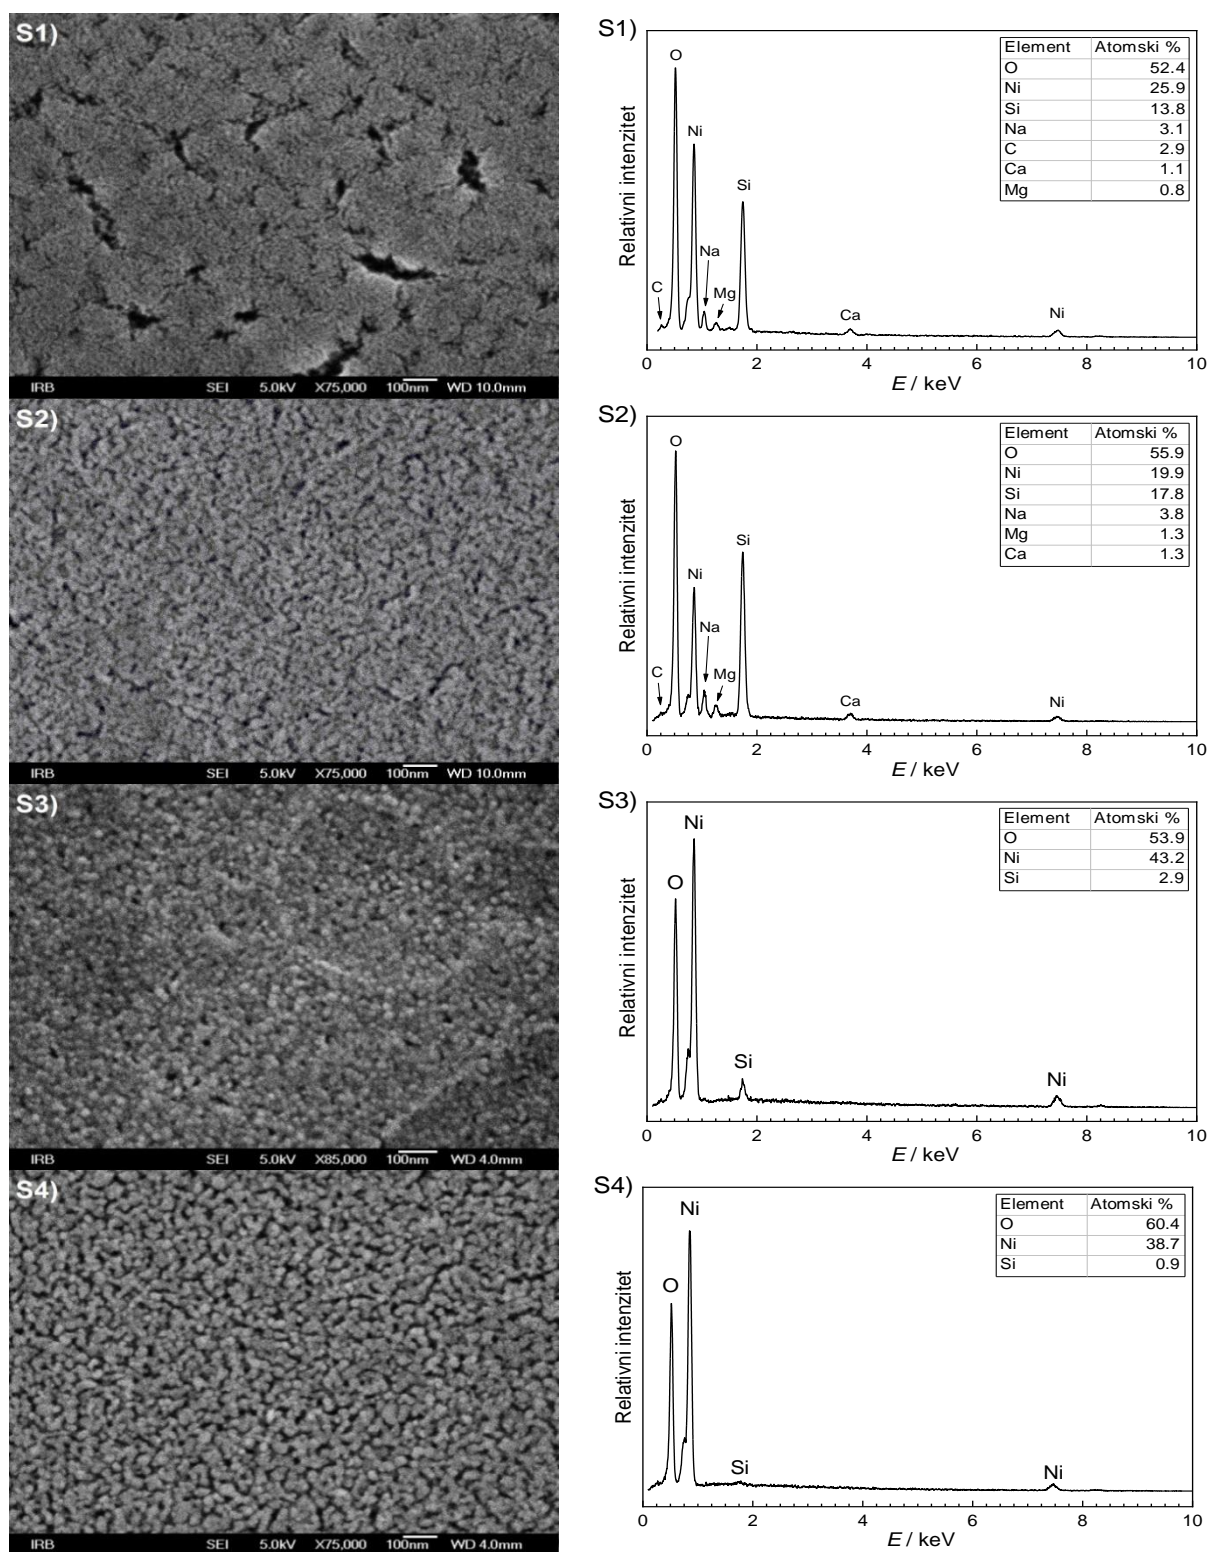 S1)
IRB SEI 5.0kV X75,000 100nm WD 10.0mm
S1)
Relativni intenzitet
O
Ni
Si
Na
C
Mg
Ca
Ni
Element Atomski %
O 52.4
Ni 25.9
Si 13.8
Na 3.1
C 2.9
Ca 1.1
Mg 0.8
0 2 4 6 8 10
E / keV
S2)
IRB SEI 5.0kV X75,000 100nm WD 10.0mm
S2)
Relativni intenzitet
O
Si
Ni
Na
C
Mg
Ca
Ni
Element Atomski %
O 55.9
Ni 19.9
Si 17.8
Na 3.8
Mg 1.3
Ca 1.3
0 2 4 6 8 10
E / keV
S3)
IRB SEI 5.0kV X85,000 100nm WD 4.0mm
S3)
Relativni intenzitet
Ni
O
Si
Ni
Element Atomski %
O 53.9
Ni 43.2
Si 2.9
0 2 4 6 8 10
E / keV
S4)
IRB SEI 5.0kV X75,000 100nm WD 4.0mm
S4)
Relativni intenzitet
Ni
O
Si
Ni
Element Atomski %
O 60.4
Ni 38.7
Si 0.9
0 2 4 6 8 10
E / keV